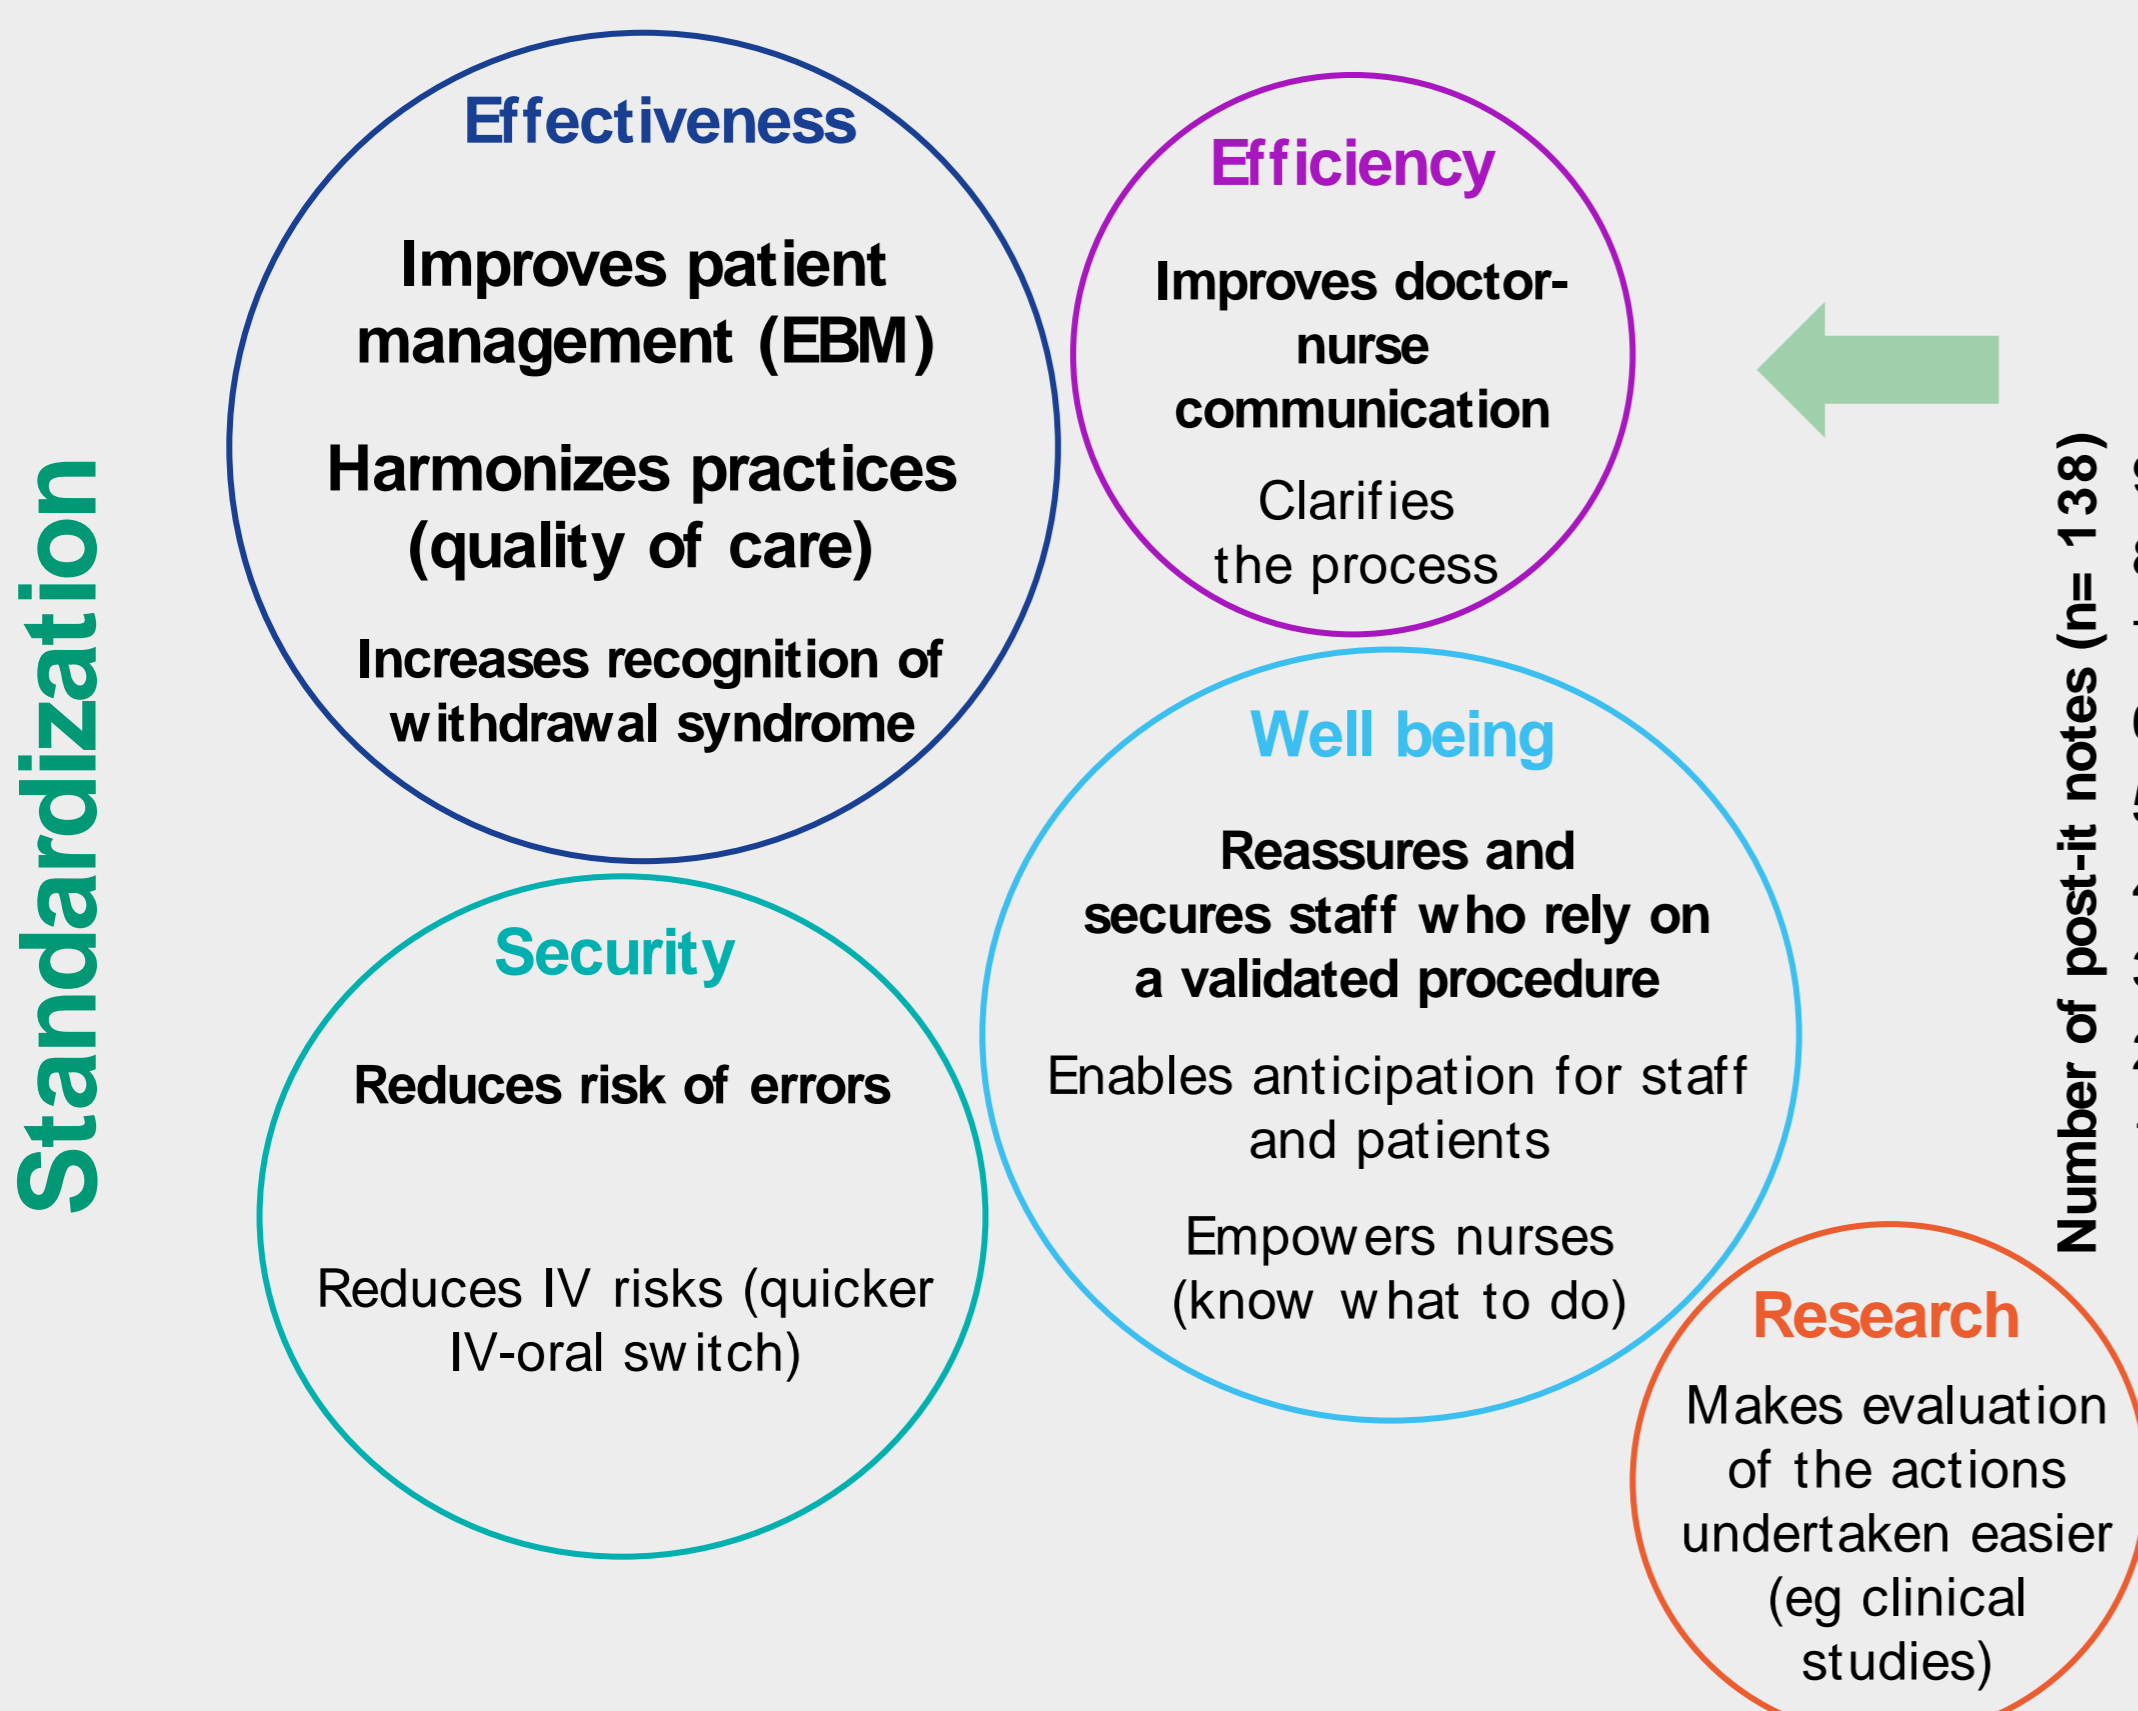 Standardization
Effectiveness
Improves patient
management (EBM)
Harmonizes practices
(quality of care)
Increases recognition of
withdrawal syndrome
Efficiency
Improves doctor-
nurse
communication
Clarifies
the process
Security
Reduces risk of errors
Reduces IV risks (quicker
IV-oral switch)
Well being
Reassures and
secures staff who rely on
a validated procedure
Enables anticipation for staff
and patients
Empowers nurses
(know what to do)
Research
Makes evaluation
of the actions
undertaken easier
(eg clinical
studies)
Number of post-it notes (n= 138)